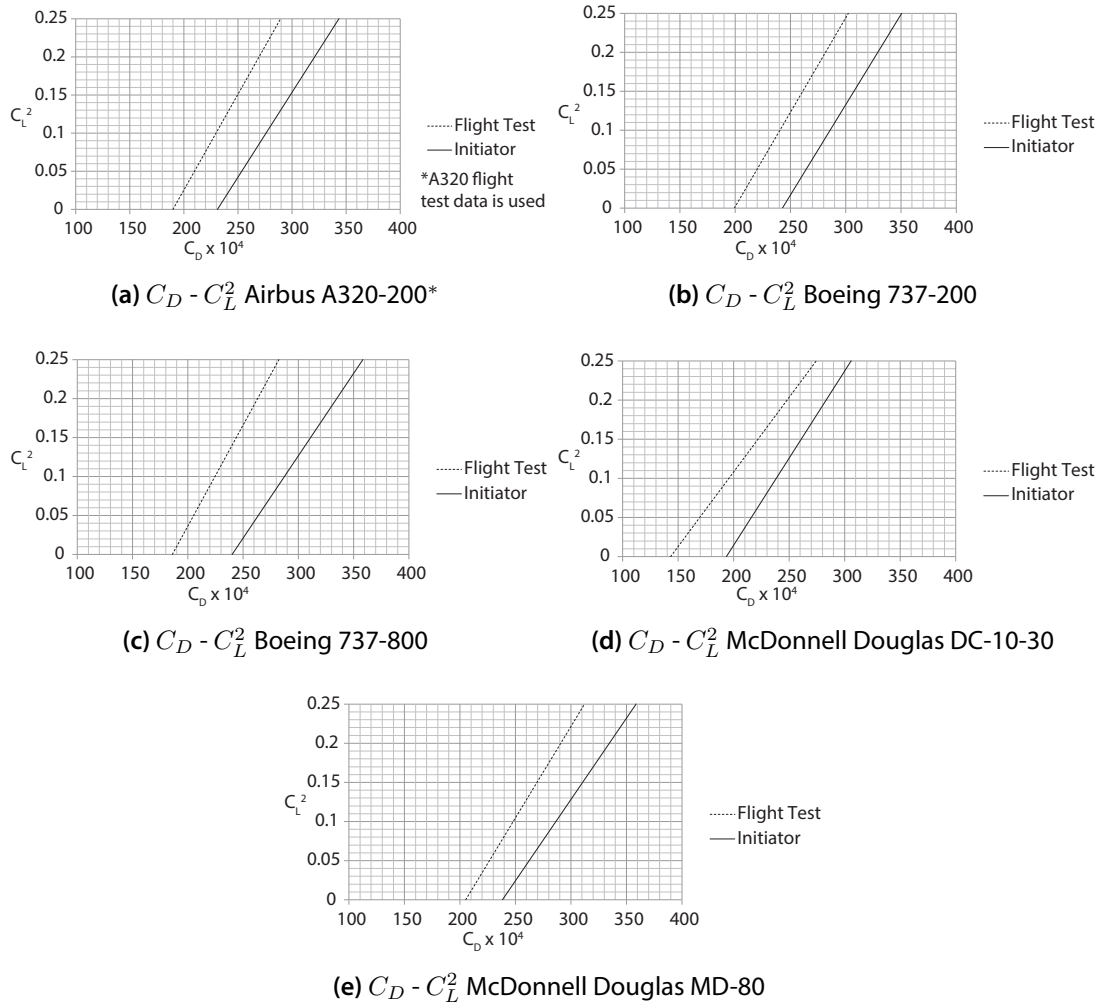 0.25
0.2
0.15
C_L^2
0.1
0.05
0
100 150 200 250 300 350 400
C_D x 10^4
Flight Test
Initiator
*A320 flight
test data is used
(a) C_D - C_L^2 Airbus A320-200*
0.25
0.2
0.15
C_L^2
0.1
0.05
0
100 150 200 250 300 350 400
C_D x 10^4
Flight Test
Initiator
(b) C_D - C_L^2 Boeing 737-200
0.25
0.2
0.15
C_L^2
0.1
0.05
0
100 150 200 250 300 350 400
C_D x 10^4
Flight Test
Initiator
(c) C_D - C_L^2 Boeing 737-800
0.25
0.2
0.15
C_L^2
0.1
0.05
0
100 150 200 250 300 350 400
C_D x 10^4
Flight Test
Initiator
(d) C_D - C_L^2 McDonnell Douglas DC-10-30
0.25
0.2
0.15
C_L^2
0.1
0.05
0
100 150 200 250 300 350 400
C_D x 10^4
Flight Test
Initiator
(e) C_D - C_L^2 McDonnell Douglas MD-80